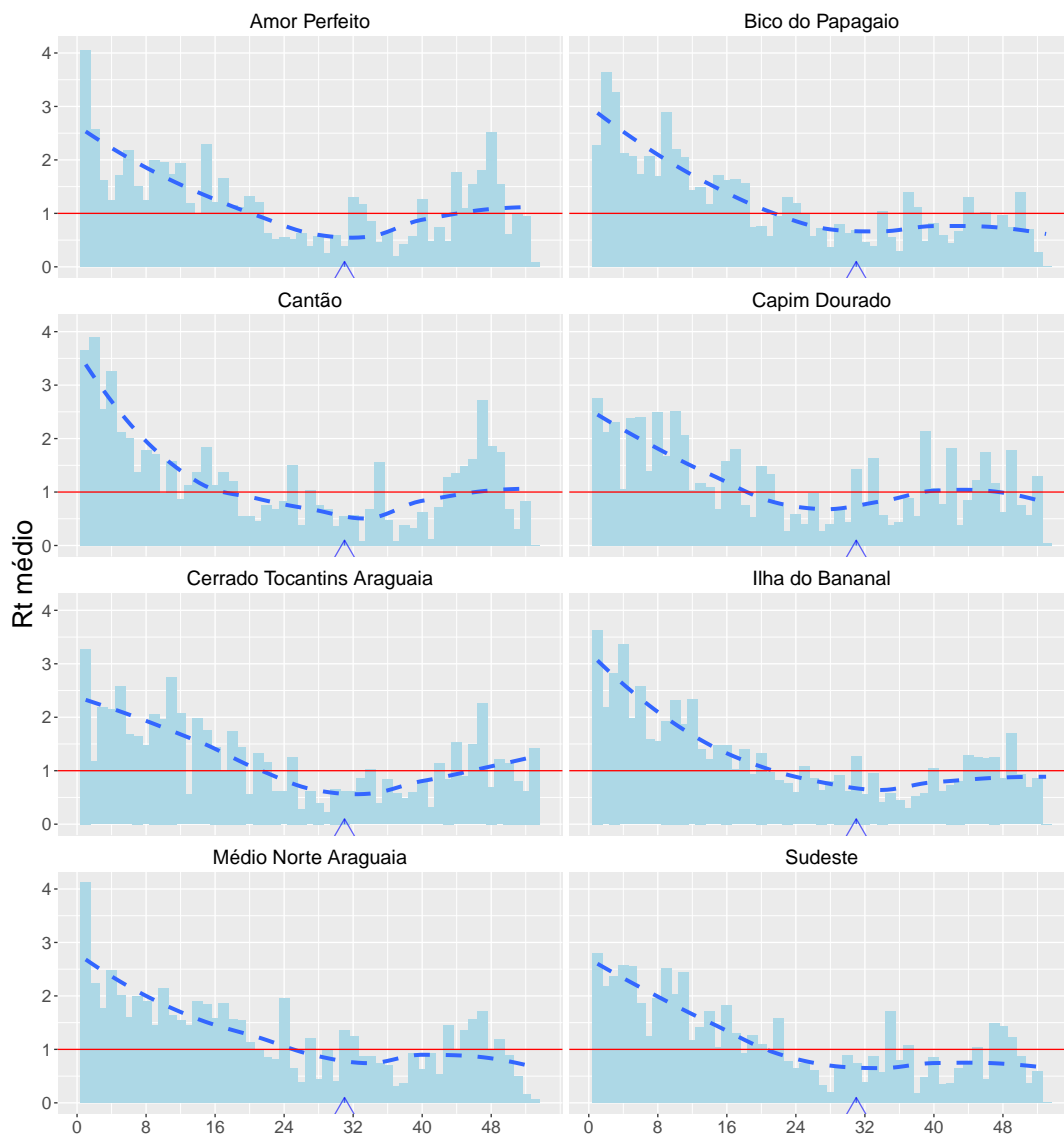 Amor Perfeito
Bico do Papagaio
4
3
2
1
0
Cantão
Capim Dourado
4
3
2
1
0
Rt médio
Cerrado Tocantins Araguaia
Ilha do Bananal
4
3
2
1
0
Médio Norte Araguaia
Sudeste
4
3
2
1
0
0 8 16 24 32 40 48 0 8 16 24 32 40 48